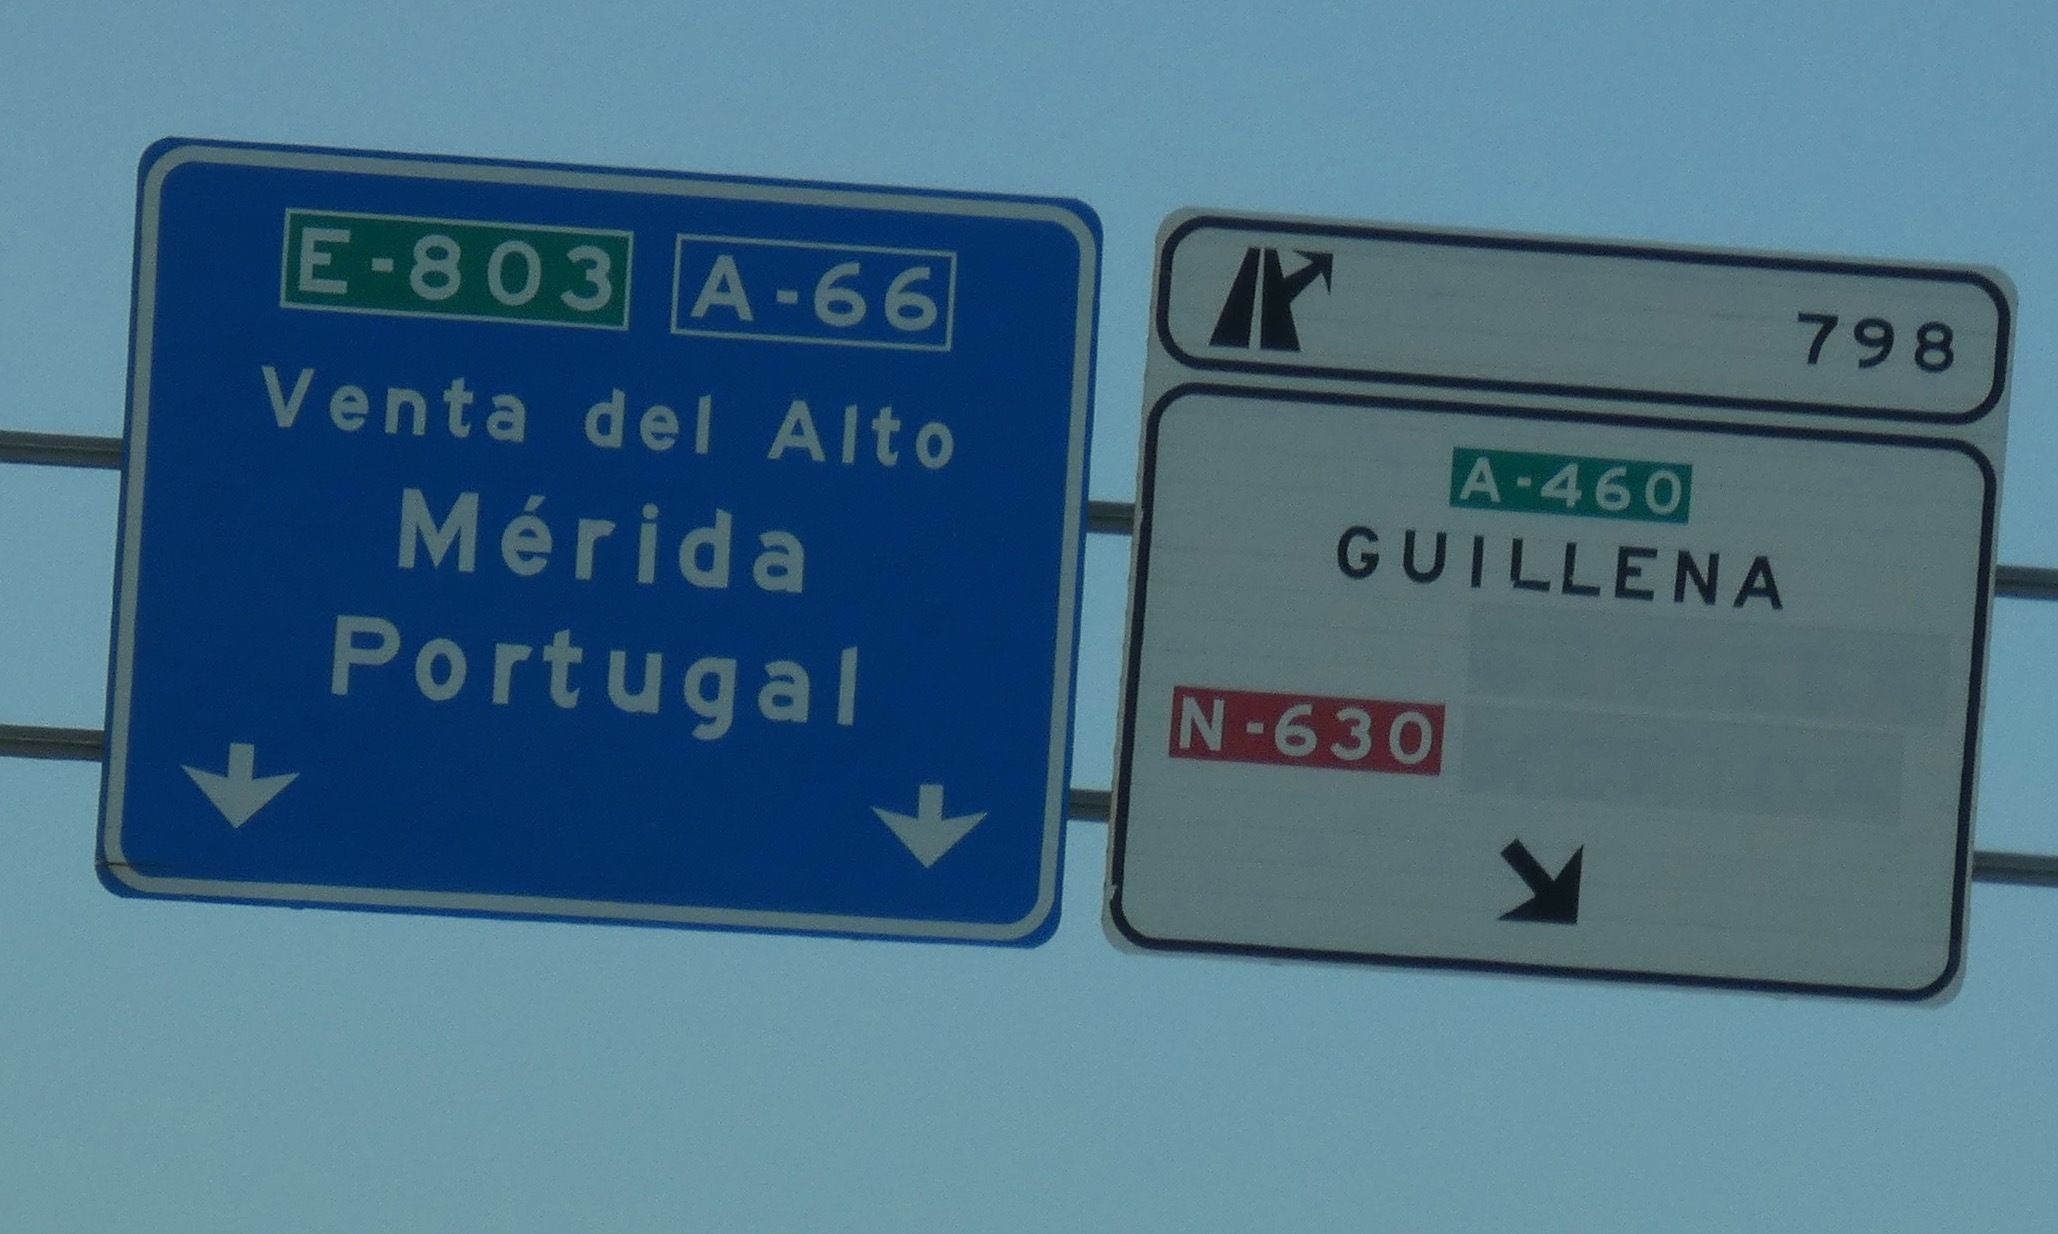 E-803 A-66
Venta del Alto
Mérida
Portugal
798
A-460
GUILLENA
N-630